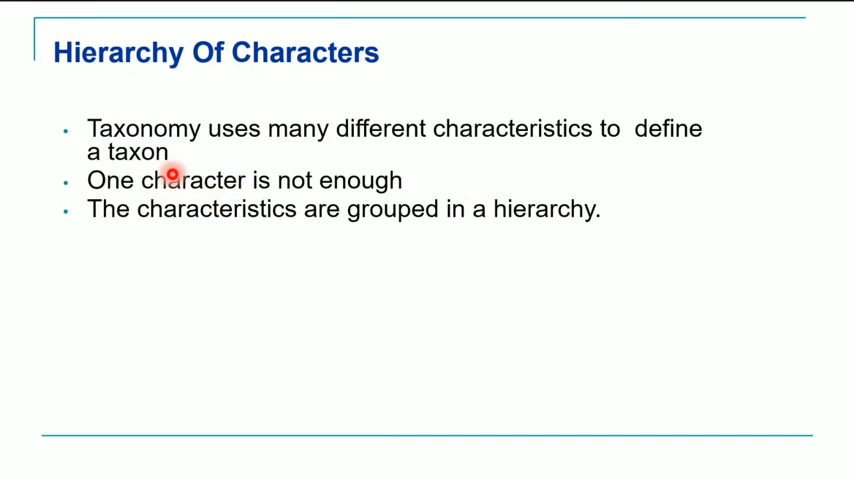 Hierarchy Of Characters
• Taxonomy uses many different characteristics to define
a taxon
• One character is not enough
• The characteristics are grouped in a hierarchy.